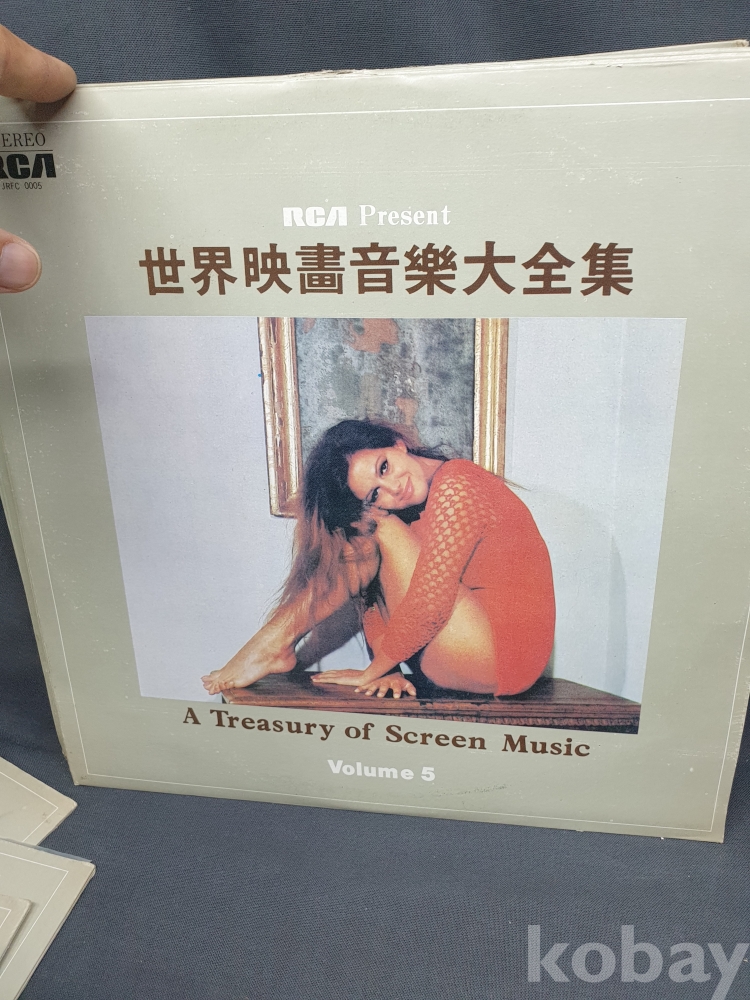 EREO
RCA
JRFC 0005
RCA Present
世界映畫音樂大全集
A Treasury of Screen Music
Volume 5
kobay